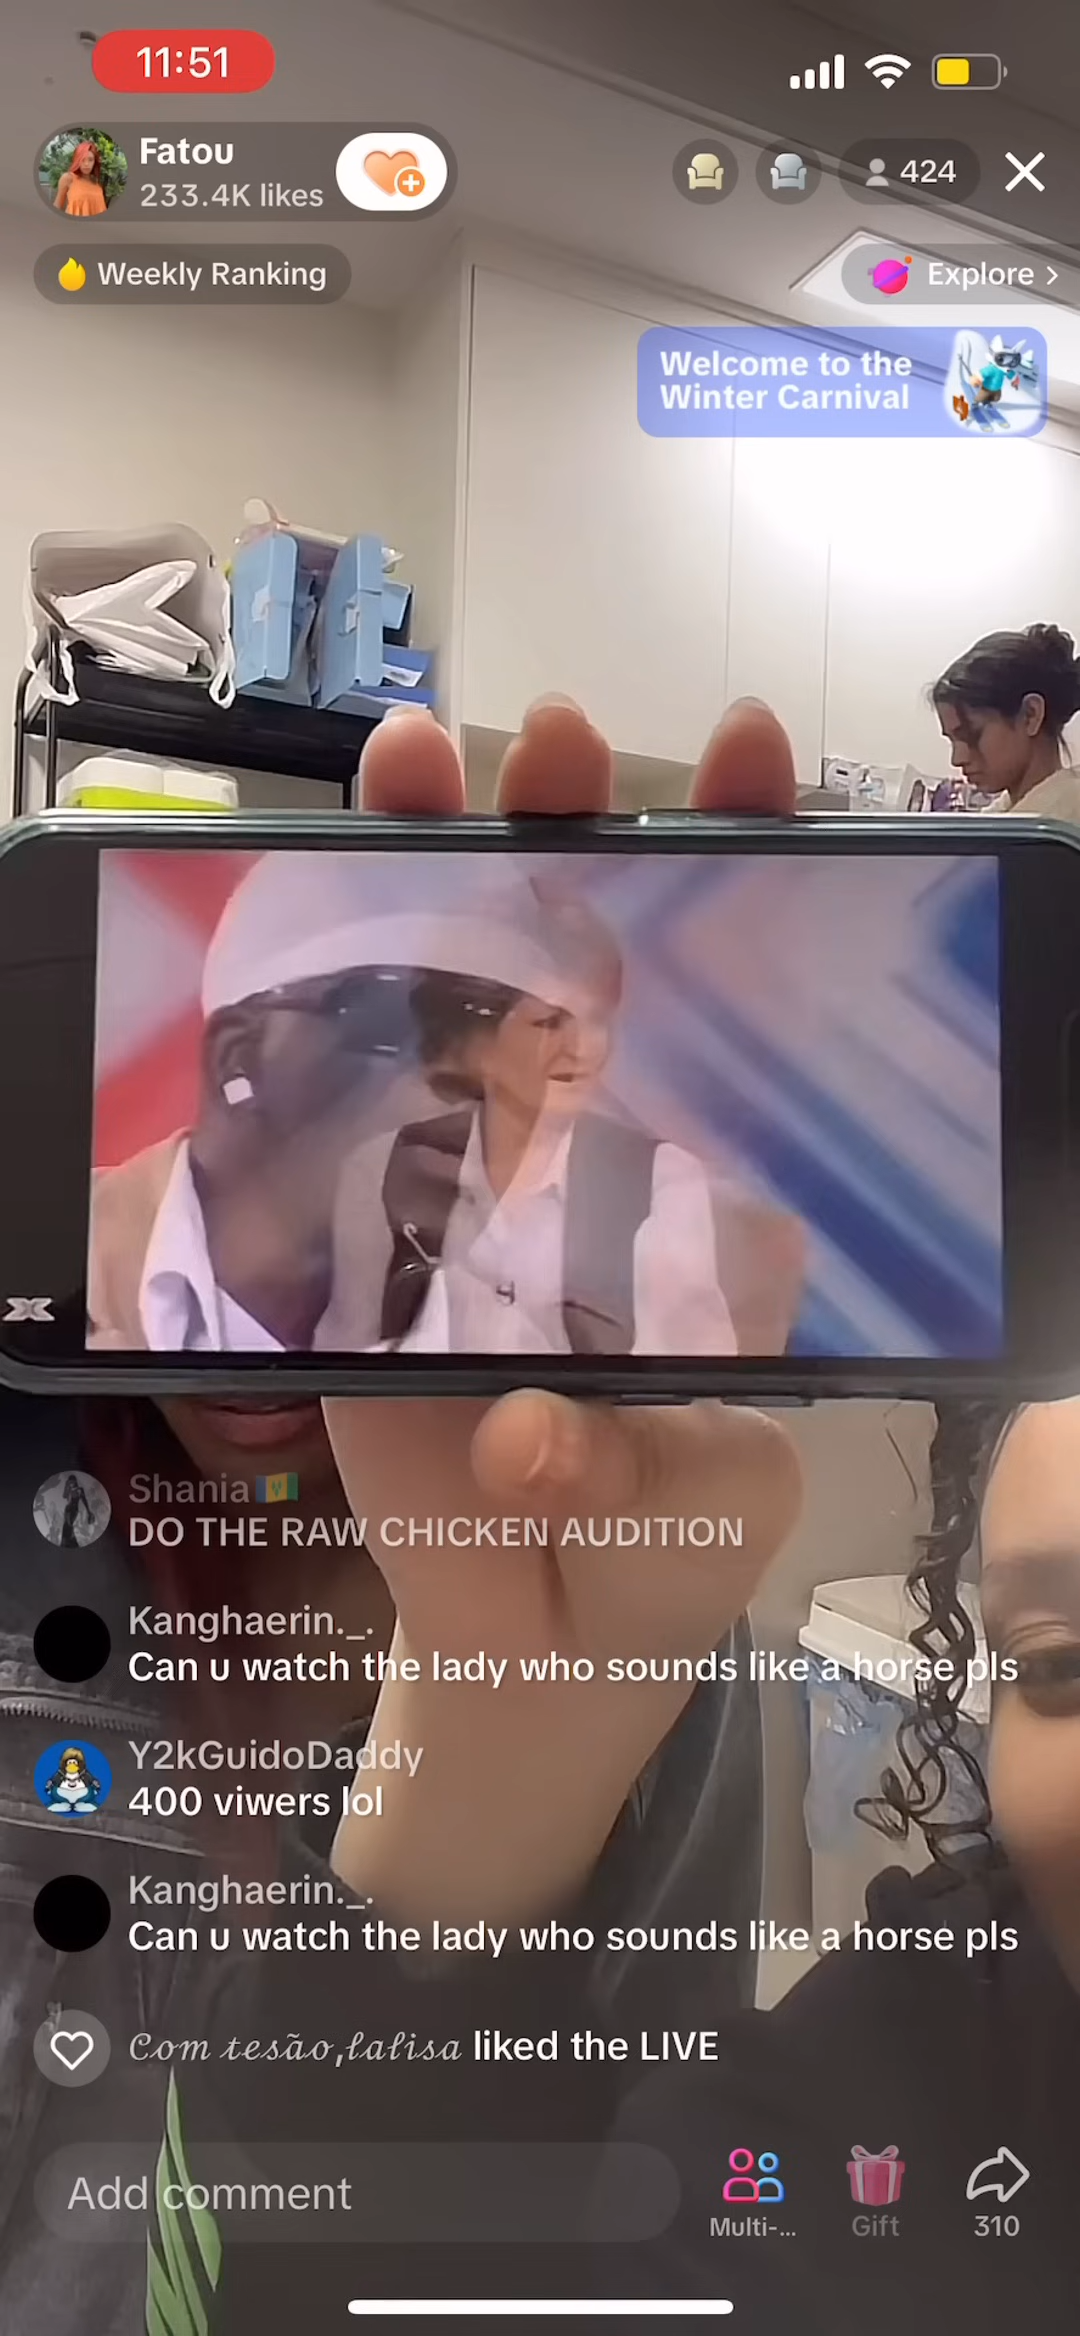 11:51
Fatou
233.4K likes
424
Weekly Ranking
Explore
Welcome to the
Winter Carnival
X
Shania🇻🇨
DO THE RAW CHICKEN AUDITION
Kanghaerin._.
Can u watch the lady who sounds like a horse pls
Y2kGuidoDaddy
400 viwers lol
Kanghaerin._.
Can u watch the lady who sounds like a horse pls
𝒞ℴ𝓂 𝓉ℯ𝓈ã𝓸,𝓁𝒶𝓁𝒾𝓈𝒶 liked the LIVE
Add comment
Multi-...
Gift
310